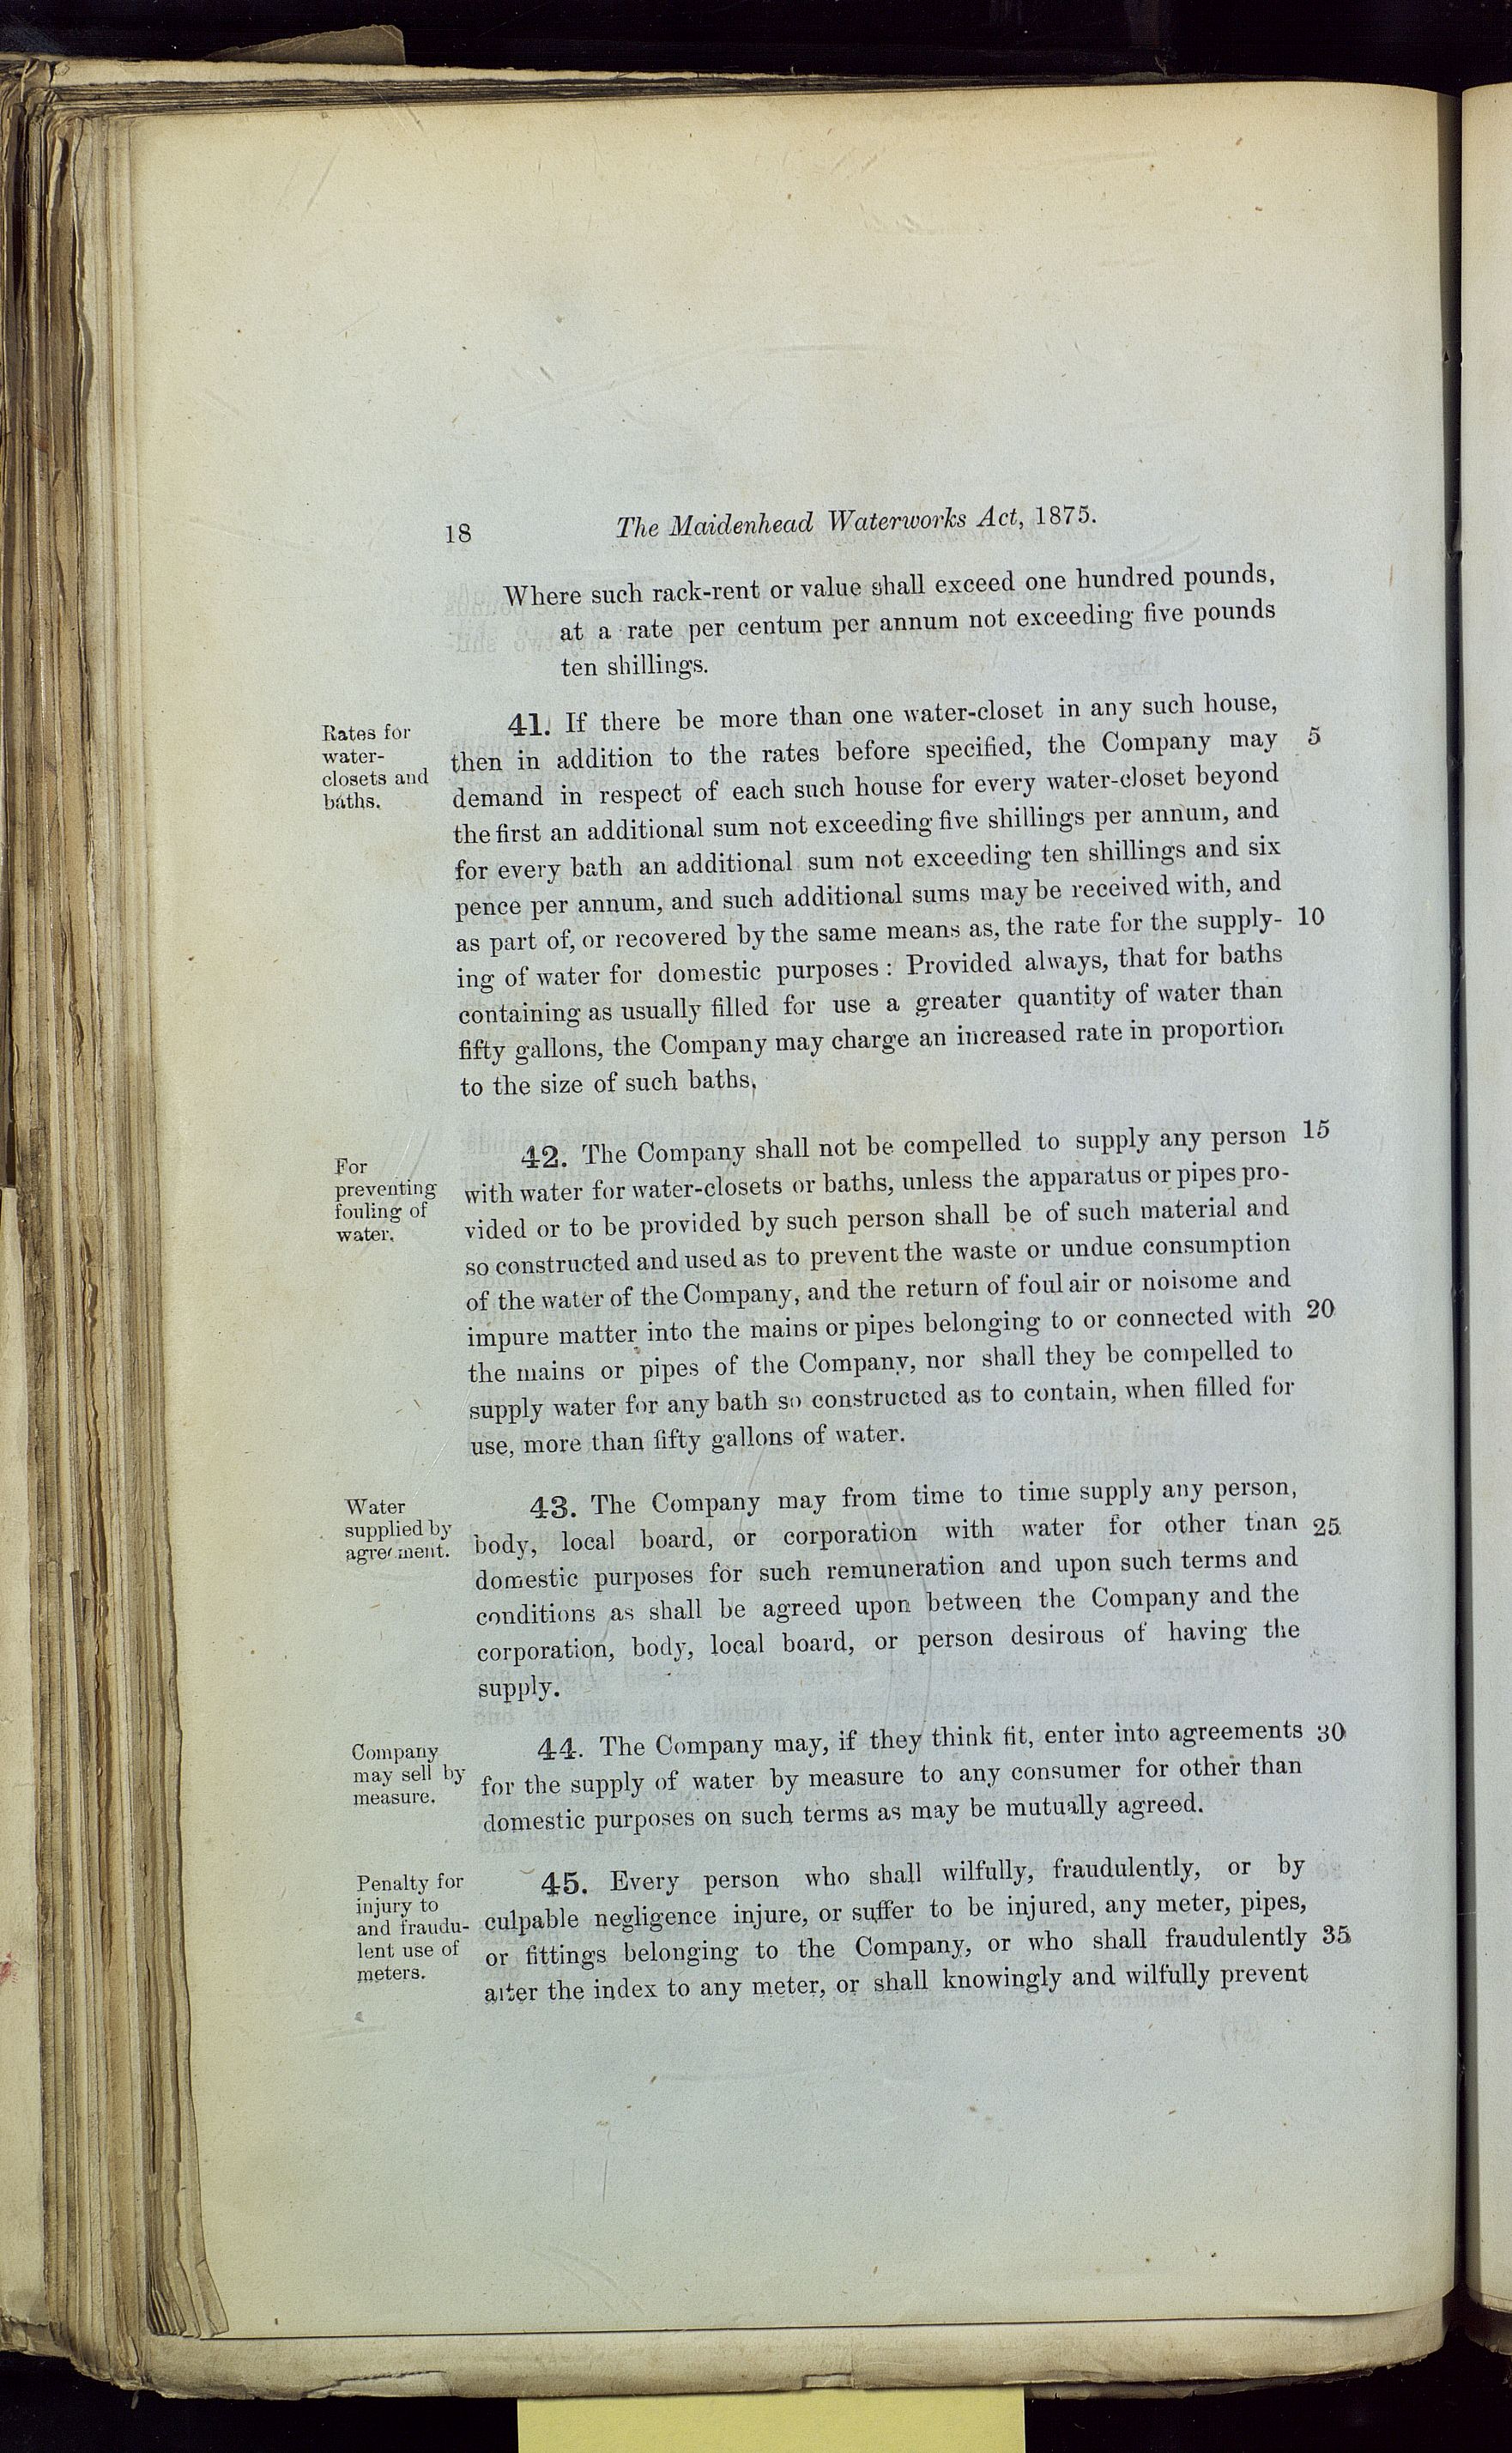 18
The Maidenhead Waterworks Act, 1875.
Where such rack-rent or value shall exceed one hundred pounds,
at a rate per centum per annum not exceeding five pounds
ten shillings.
Rates for
water-
closets and
baths.
41. If there be more than one water-closet in any such house,
then in addition to the rates before specified, the Company may 5
demand in respect of each such house for every water-closet beyond
the first an additional sum not exceeding five shillings per annum, and
for every bath an additional sum not exceeding ten shillings and six
pence per annum, and such additional sums may be received with, and
as part of, or recovered by the same means as, the rate for the supply- 10
ing of water for domestic purposes: Provided always, that for baths
containing as usually filled for use a greater quantity of water than
fifty gallons, the Company may charge an increased rate in proportion
to the size of such baths.
For
preventing
fouling of
water.
42. The Company shall not be compelled to supply any person 15
with water for water-closets or baths, unless the apparatus or pipes pro-
vided or to be provided by such person shall be of such material and
so constructed and used as to prevent the waste or undue consumption
of the water of the Company, and the return of foul air or noisome and
impure matter into the mains or pipes belonging to or connected with 20
the mains or pipes of the Company, nor shall they be compelled to
supply water for any bath so constructed as to contain, when filled for
use, more than fifty gallons of water.
Water
supplied by
agreement.
43. The Company may from time to time supply any person,
body, local board, or corporation with water for other than 25
domestic purposes for such remuneration and upon such terms and
conditions as shall be agreed upon between the Company and the
corporation, body, local board, or person desirous of having the
supply.
Company
may sell by
measure.
44. The Company may, if they think fit, enter into agreements 30
for the supply of water by measure to any consumer for other than
domestic purposes on such terms as may be mutually agreed.
Penalty for
injury to
and fraudu-
lent use of
meters.
45. Every person who shall wilfully, fraudulently, or by
culpable negligence injure, or suffer to be injured, any meter, pipes,
or fittings belonging to the Company, or who shall fraudulently 35
alter the index to any meter, or shall knowingly and wilfully prevent